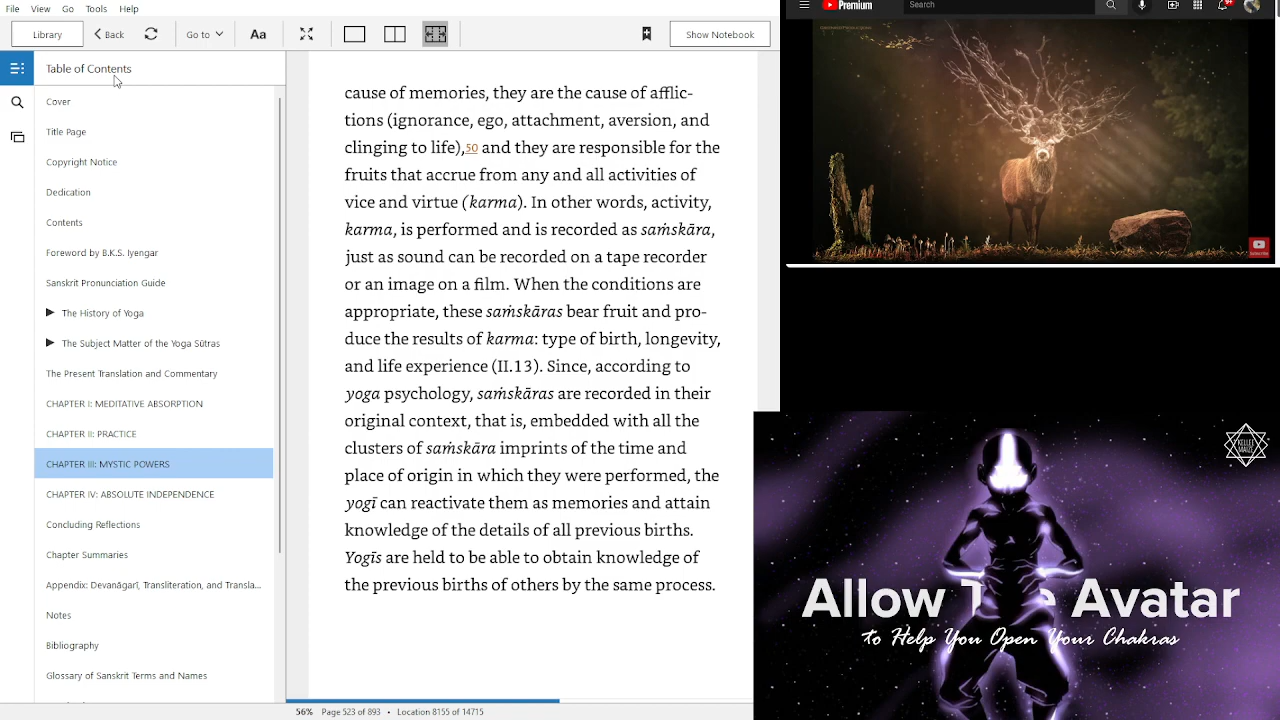 File View Go Tools Help
Library Back Go to Aa Show Notebook
Table of Contents
Cover
Title Page
Copyright Notice
Dedication
Contents
Foreword by B.K.S. Iyengar
Sanskrit Pronunciation Guide
The History of Yoga
The Subject Matter of the Yoga Sūtras
The Present Translation and Commentary
CHAPTER I: MEDITATIVE ABSORPTION
CHAPTER II: PRACTICE
CHAPTER III: MYSTIC POWERS
CHAPTER IV: ABSOLUTE INDEPENDENCE
Concluding Reflections
Chapter Summaries
Appendix: Devanāgarī, Transliteration, and Transla...
Notes
Bibliography
Glossary of Sanskrit Terms and Names
cause of memories, they are the cause of afflic-
tions (ignorance, ego, attachment, aversion, and
clinging to life),50 and they are responsible for the
fruits that accrue from any and all activities of
vice and virtue (karma). In other words, activity,
karma, is performed and is recorded as saṁskāra,
just as sound can be recorded on a tape recorder
or an image on a film. When the conditions are
appropriate, these saṁskāras bear fruit and pro-
duce the results of karma: type of birth, longevity,
and life experience (II.13). Since, according to
yoga psychology, saṁskāras are recorded in their
original context, that is, embedded with all the
clusters of saṁskāra imprints of the time and
place of origin in which they were performed, the
yogī can reactivate them as memories and attain
knowledge of the details of all previous births.
Yogīs are held to be able to obtain knowledge of
the previous births of others by the same process.
56% Page 523 of 893 • Location 8155 of 14715
Premium Search 9+
Subscribe
Allow T e Avatar
to Help You Open Your Chakras